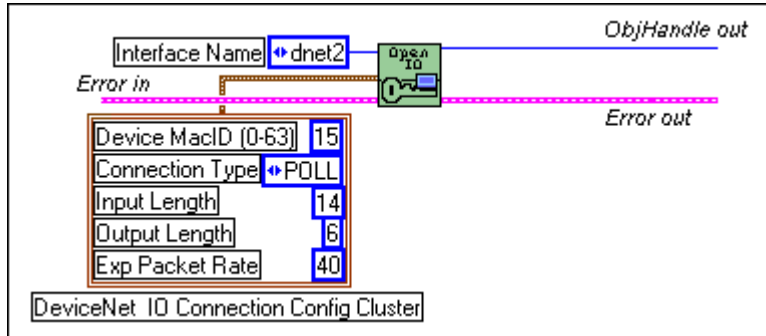 ObjHandle out
Interface Name dnet2
Open
IO
Error in
Error out
Device MacID (0-63) 15
Connection Type POLL
Input Length 14
Output Length 6
Exp Packet Rate 40
DeviceNet IO Connection Config Cluster